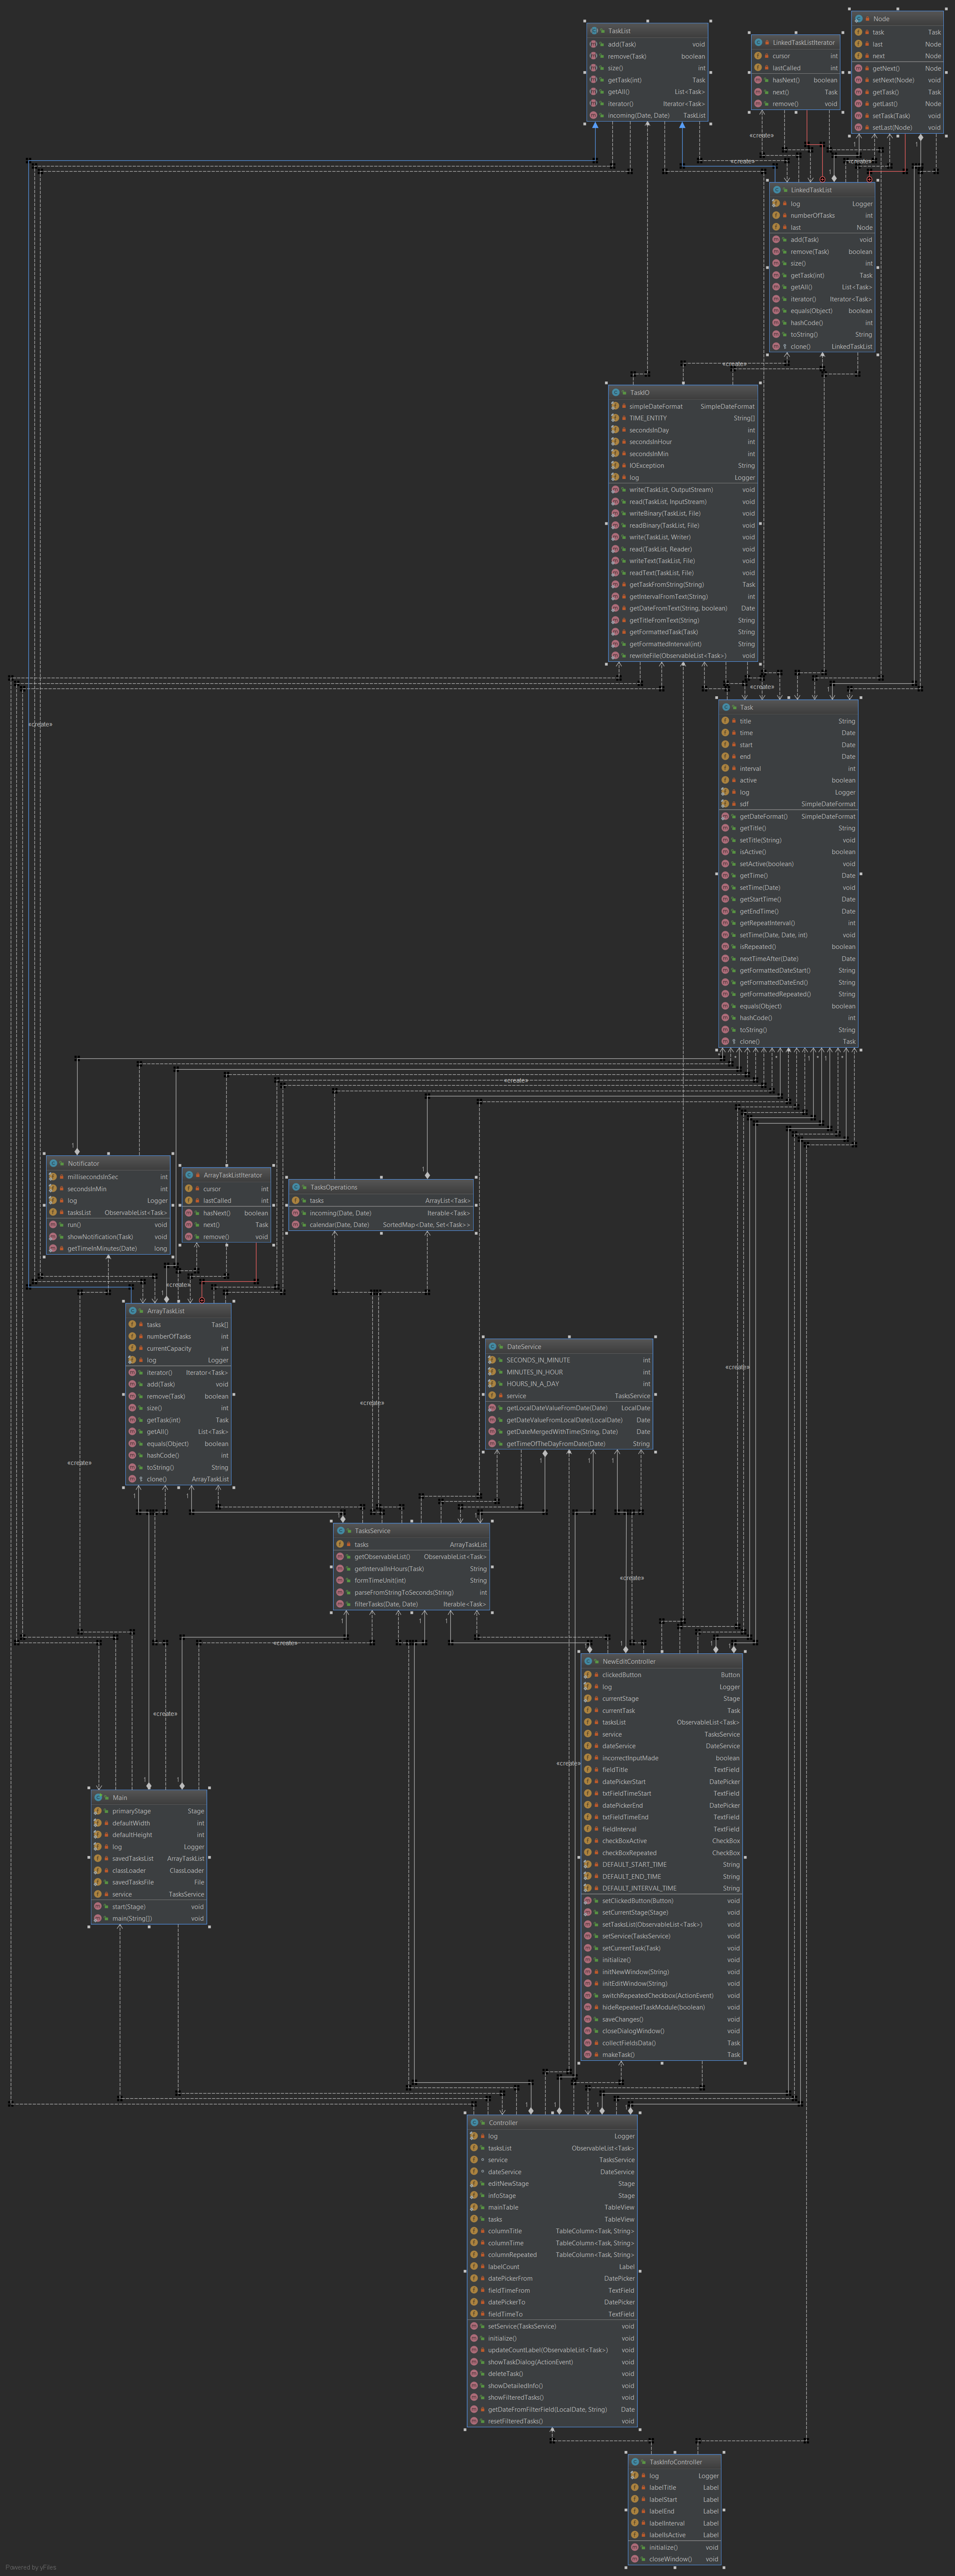 TaskList
add(Task) void
remove(Task) boolean
size() int
getTask(int) Task
getAll() List<Task>
iterator() Iterator<Task>
incoming(Date, Date) TaskList
LinkedTaskListIterator
cursor int
lastCalled int
hasNext() boolean
next() Task
remove() void
Node
task Task
last Node
next Node
getNext() Node
setNext(Node) void
getTask() Task
getLast() Node
setTask(Task) void
setLast(Node) void
«create»
«create»
«create»
LinkedTaskList
log Logger
numberOfTasks int
last Node
add(Task) void
remove(Task) boolean
size() int
getTask(int) Task
getAll() List<Task>
iterator() Iterator<Task>
equals(Object) boolean
hashCode() int
toString() String
clone() LinkedTaskList
«create»
TaskIO
simpleDateFormat SimpleDateFormat
TIME_ENTITY String[]
secondsInDay int
secondsInHour int
secondsInMin int
IOException String
log Logger
write(TaskList, OutputStream) void
read(TaskList, InputStream) void
writeBinary(TaskList, File) void
readBinary(TaskList, File) void
write(TaskList, Writer) void
read(TaskList, Reader) void
writeText(TaskList, File) void
readText(TaskList, File) void
getTaskFromString(String) Task
getIntervalFromText(String) int
getDateFromText(String, boolean) Date
getTitleFromText(String) String
getFormattedTask(Task) String
getFormattedInterval(int) String
rewriteFile(ObservableList<Task>) void
«create»
«create»
Task
title String
time Date
start Date
end Date
interval int
active boolean
log Logger
sdf SimpleDateFormat
getDateFormat() SimpleDateFormat
getTitle() String
setTitle(String) void
isActive() boolean
setActive(boolean) void
getTime() Date
setTime(Date) void
getStartTime() Date
getEndTime() Date
getRepeatInterval() int
setTime(Date, Date, int) void
isRepeated() boolean
nextTimeAfter(Date) Date
getFormattedDateStart() String
getFormattedDateEnd() String
getFormattedRepeated() String
equals(Object) boolean
hashCode() int
toString() String
clone() Task
«create»
Notificator
millisecondsInSec int
secondsInMin int
log Logger
tasksList ObservableList<Task>
run() void
showNotification(Task) void
getTimeInMinutes(Date) long
ArrayTaskListIterator
cursor int
lastCalled int
hasNext() boolean
next() Task
remove() void
TasksOperations
tasks ArrayList<Task>
incoming(Date, Date) Iterable<Task>
calendar(Date, Date) SortedMap<Date, Set<Task>>
«create»
ArrayTaskList
tasks Task[]
numberOfTasks int
currentCapacity int
log Logger
iterator() Iterator<Task>
add(Task) void
remove(Task) boolean
size() int
getTask(int) Task
getAll() List<Task>
equals(Object) boolean
hashCode() int
toString() String
clone() ArrayTaskList
DateService
SECONDS_IN_MINUTE int
MINUTES_IN_HOUR int
HOURS_IN_A_DAY int
service TasksService
getLocalDateValueFromDate(Date) LocalDate
getDateValueFromLocalDate(LocalDate) Date
getDateMergedWithTime(String, Date) Date
getTimeOfTheDayFromDate(Date) String
«create»
«create»
«create»
TasksService
tasks ArrayTaskList
getObservableList() ObservableList<Task>
getIntervalInHours(Task) String
formTimeUnit(int) String
parseFromStringToSeconds(String) int
filterTasks(Date, Date) Iterable<Task>
«create»
«create»
NewEditController
clickedButton Button
log Logger
currentStage Stage
currentTask Task
tasksList ObservableList<Task>
service TasksService
dateService DateService
incorrectInputMade boolean
fieldTitle TextField
datePickerStart DatePicker
txtFieldTimeStart TextField
datePickerEnd DatePicker
txtFieldTimeEnd TextField
fieldInterval TextField
checkBoxActive CheckBox
checkBoxRepeated CheckBox
DEFAULT_START_TIME String
DEFAULT_END_TIME String
DEFAULT_INTERVAL_TIME String
setClickedButton(Button) void
setCurrentStage(Stage) void
setTasksList(ObservableList<Task>) void
setService(TasksService) void
setCurrentTask(Task) void
initialize() void
initNewWindow(String) void
initEditWindow(String) void
switchRepeatedCheckbox(ActionEvent) void
hideRepeatedTaskModule(boolean) void
saveChanges() void
closeDialogWindow() void
collectFieldsData() Task
makeTask() Task
«create»
«create»
Main
primaryStage Stage
defaultWidth int
defaultHeight int
log Logger
savedTasksList ArrayTaskList
classLoader ClassLoader
savedTasksFile File
service TasksService
start(Stage) void
main(String[]) void
Controller
log Logger
tasksList ObservableList<Task>
service TasksService
dateService DateService
editNewStage Stage
infoStage Stage
mainTable TableView
tasks TableView
columnTitle TableColumn<Task, String>
columnTime TableColumn<Task, String>
columnRepeated TableColumn<Task, String>
labelCount Label
datePickerFrom DatePicker
fieldTimeFrom TextField
datePickerTo DatePicker
fieldTimeTo TextField
setService(TasksService) void
initialize() void
updateCountLabel(ObservableList<Task>) void
showTaskDialog(ActionEvent) void
deleteTask() void
showDetailedInfo() void
showFilteredTasks() void
getDateFromFilterField(LocalDate, String) Date
resetFilteredTasks() void
TaskInfoController
log Logger
labelTitle Label
labelStart Label
labelEnd Label
labelInterval Label
labelIsActive Label
initialize() void
closeWindow() void
Powered by yFiles